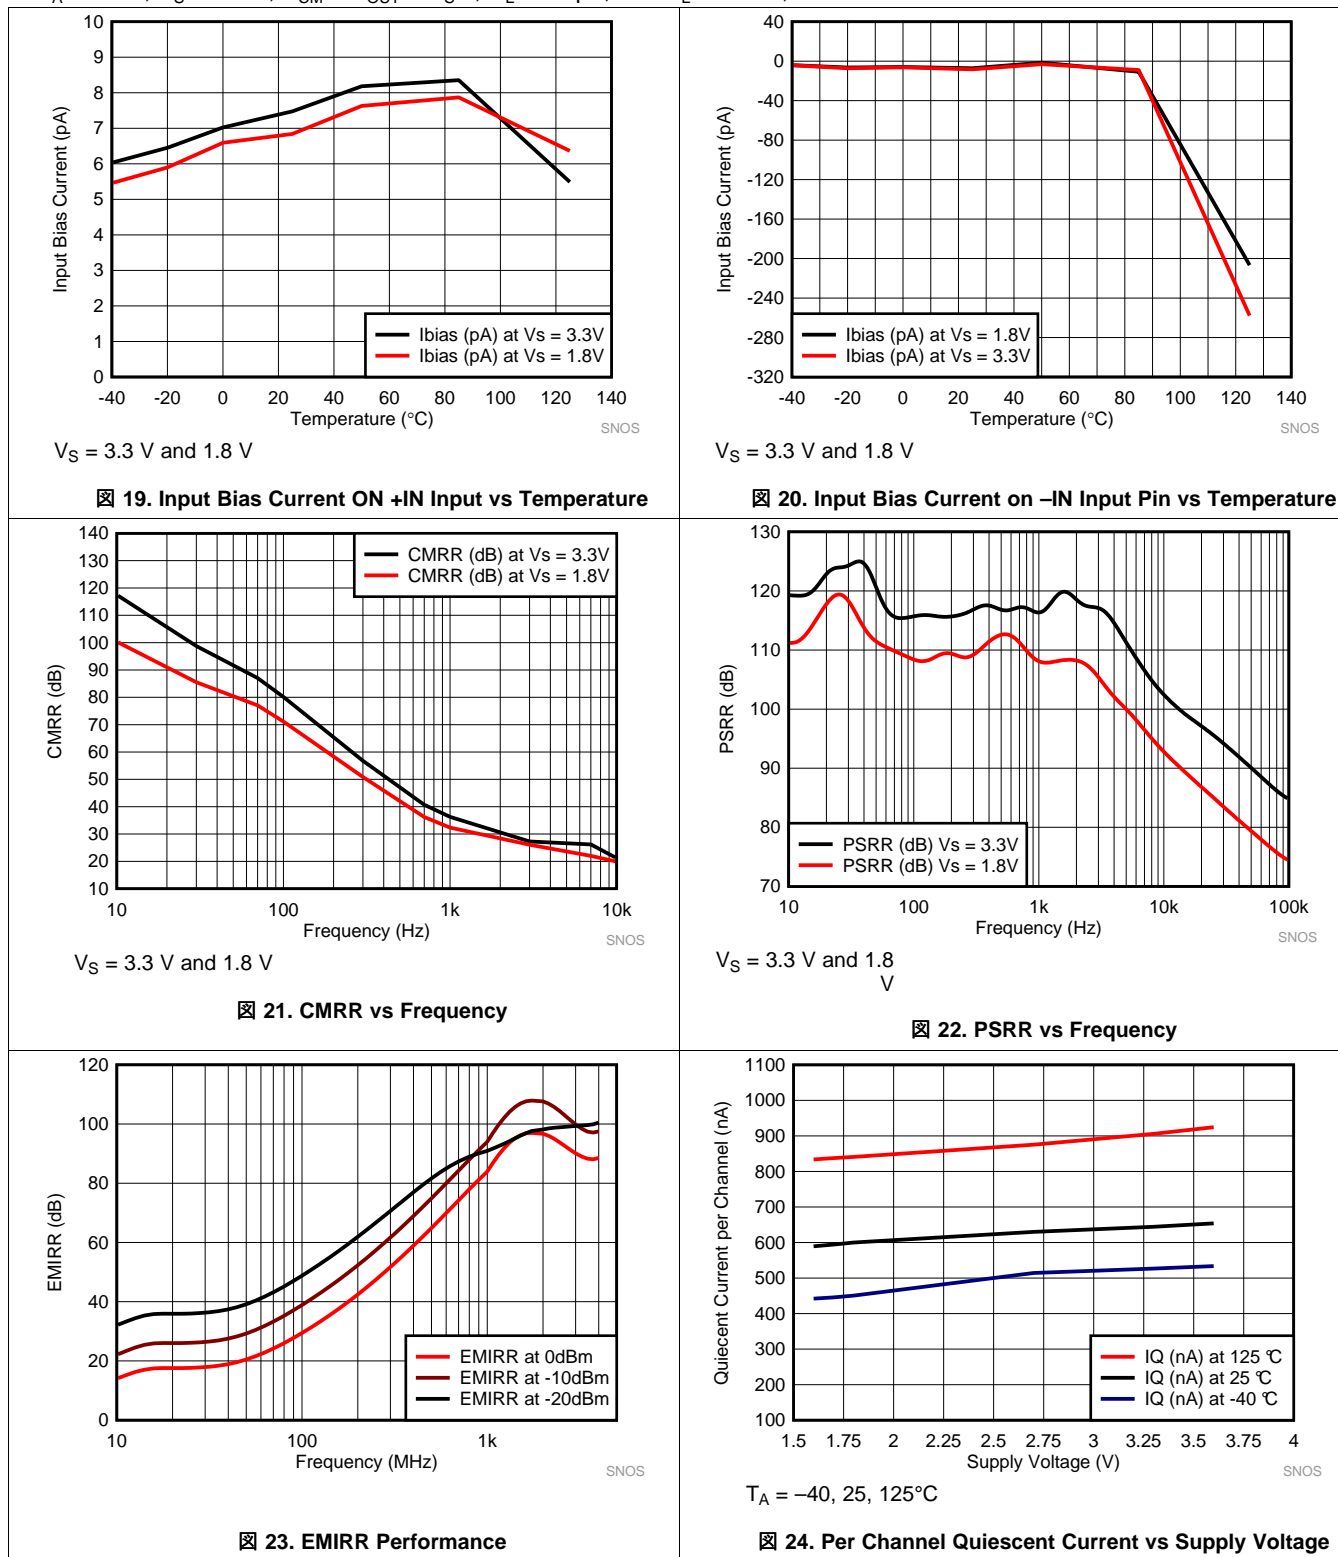 10
9
8
7
6
5
4
3
2
1
0
Input Bias Current (pA)
Ibias (pA) at Vs = 3.3V
Ibias (pA) at Vs = 1.8V
-40 -20 0 20 40 60 80 100 120 140
Temperature (°C)
SNOS
VS = 3.3 V and 1.8 V
図 19. Input Bias Current ON +IN Input vs Temperature
40
0
-40
-80
-120
-160
-200
-240
-280
-320
Input Bias Current (pA)
Ibias (pA) at Vs = 1.8V
Ibias (pA) at Vs = 3.3V
-40 -20 0 20 40 60 80 100 120 140
Temperature (°C)
SNOS
VS = 3.3 V and 1.8 V
図 20. Input Bias Current on –IN Input Pin vs Temperature
140
130
120
110
100
90
80
70
60
50
40
30
20
10
CMRR (dB)
CMRR (dB) at Vs = 3.3V
CMRR (dB) at Vs = 1.8V
10 100 1k 10k
Frequency (Hz)
SNOS
VS = 3.3 V and 1.8 V
図 21. CMRR vs Frequency
130
120
110
100
90
80
70
PSRR (dB)
PSRR (dB) Vs = 3.3V
PSRR (dB) Vs = 1.8V
10 100 1k 10k 100k
Frequency (Hz)
SNOS
VS = 3.3 V and 1.8
V
図 22. PSRR vs Frequency
120
100
80
60
40
20
0
EMIRR (dB)
EMIRR at 0dBm
EMIRR at -10dBm
EMIRR at -20dBm
10 100 1k
Frequency (MHz)
SNOS
図 23. EMIRR Performance
1100
1000
900
800
700
600
500
400
300
200
100
Quiecent Current per Channel (nA)
IQ (nA) at 125 °C
IQ (nA) at 25 °C
IQ (nA) at -40 °C
1.5 1.75 2 2.25 2.5 2.75 3 3.25 3.5 3.75 4
Supply Voltage (V)
SNOS
TA = –40, 25, 125°C
図 24. Per Channel Quiescent Current vs Supply Voltage